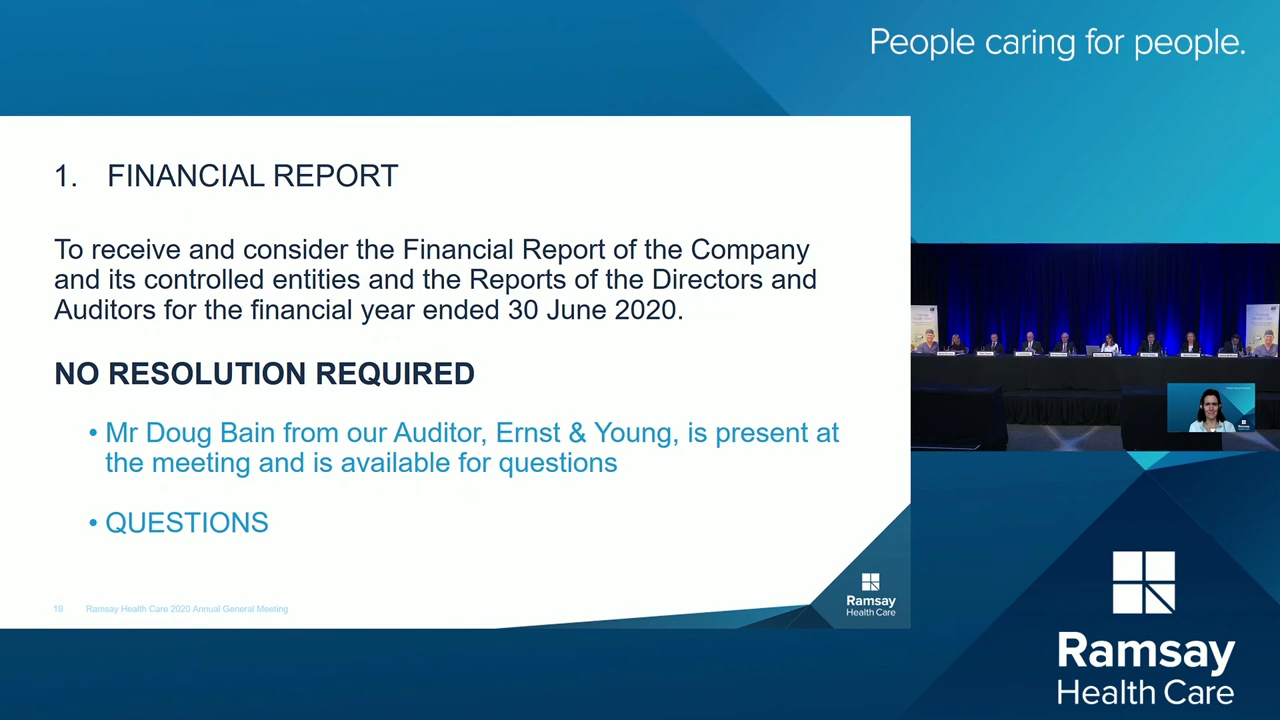 People caring for people.
1. FINANCIAL REPORT
To receive and consider the Financial Report of the Company
and its controlled entities and the Reports of the Directors and
Auditors for the financial year ended 30 June 2020.
NO RESOLUTION REQUIRED
• Mr Doug Bain from our Auditor, Ernst & Young, is present at
the meeting and is available for questions
• QUESTIONS
19 Ramsay Health Care 2020 Annual General Meeting
Ramsay
Health Care
Ramsay
Health Care